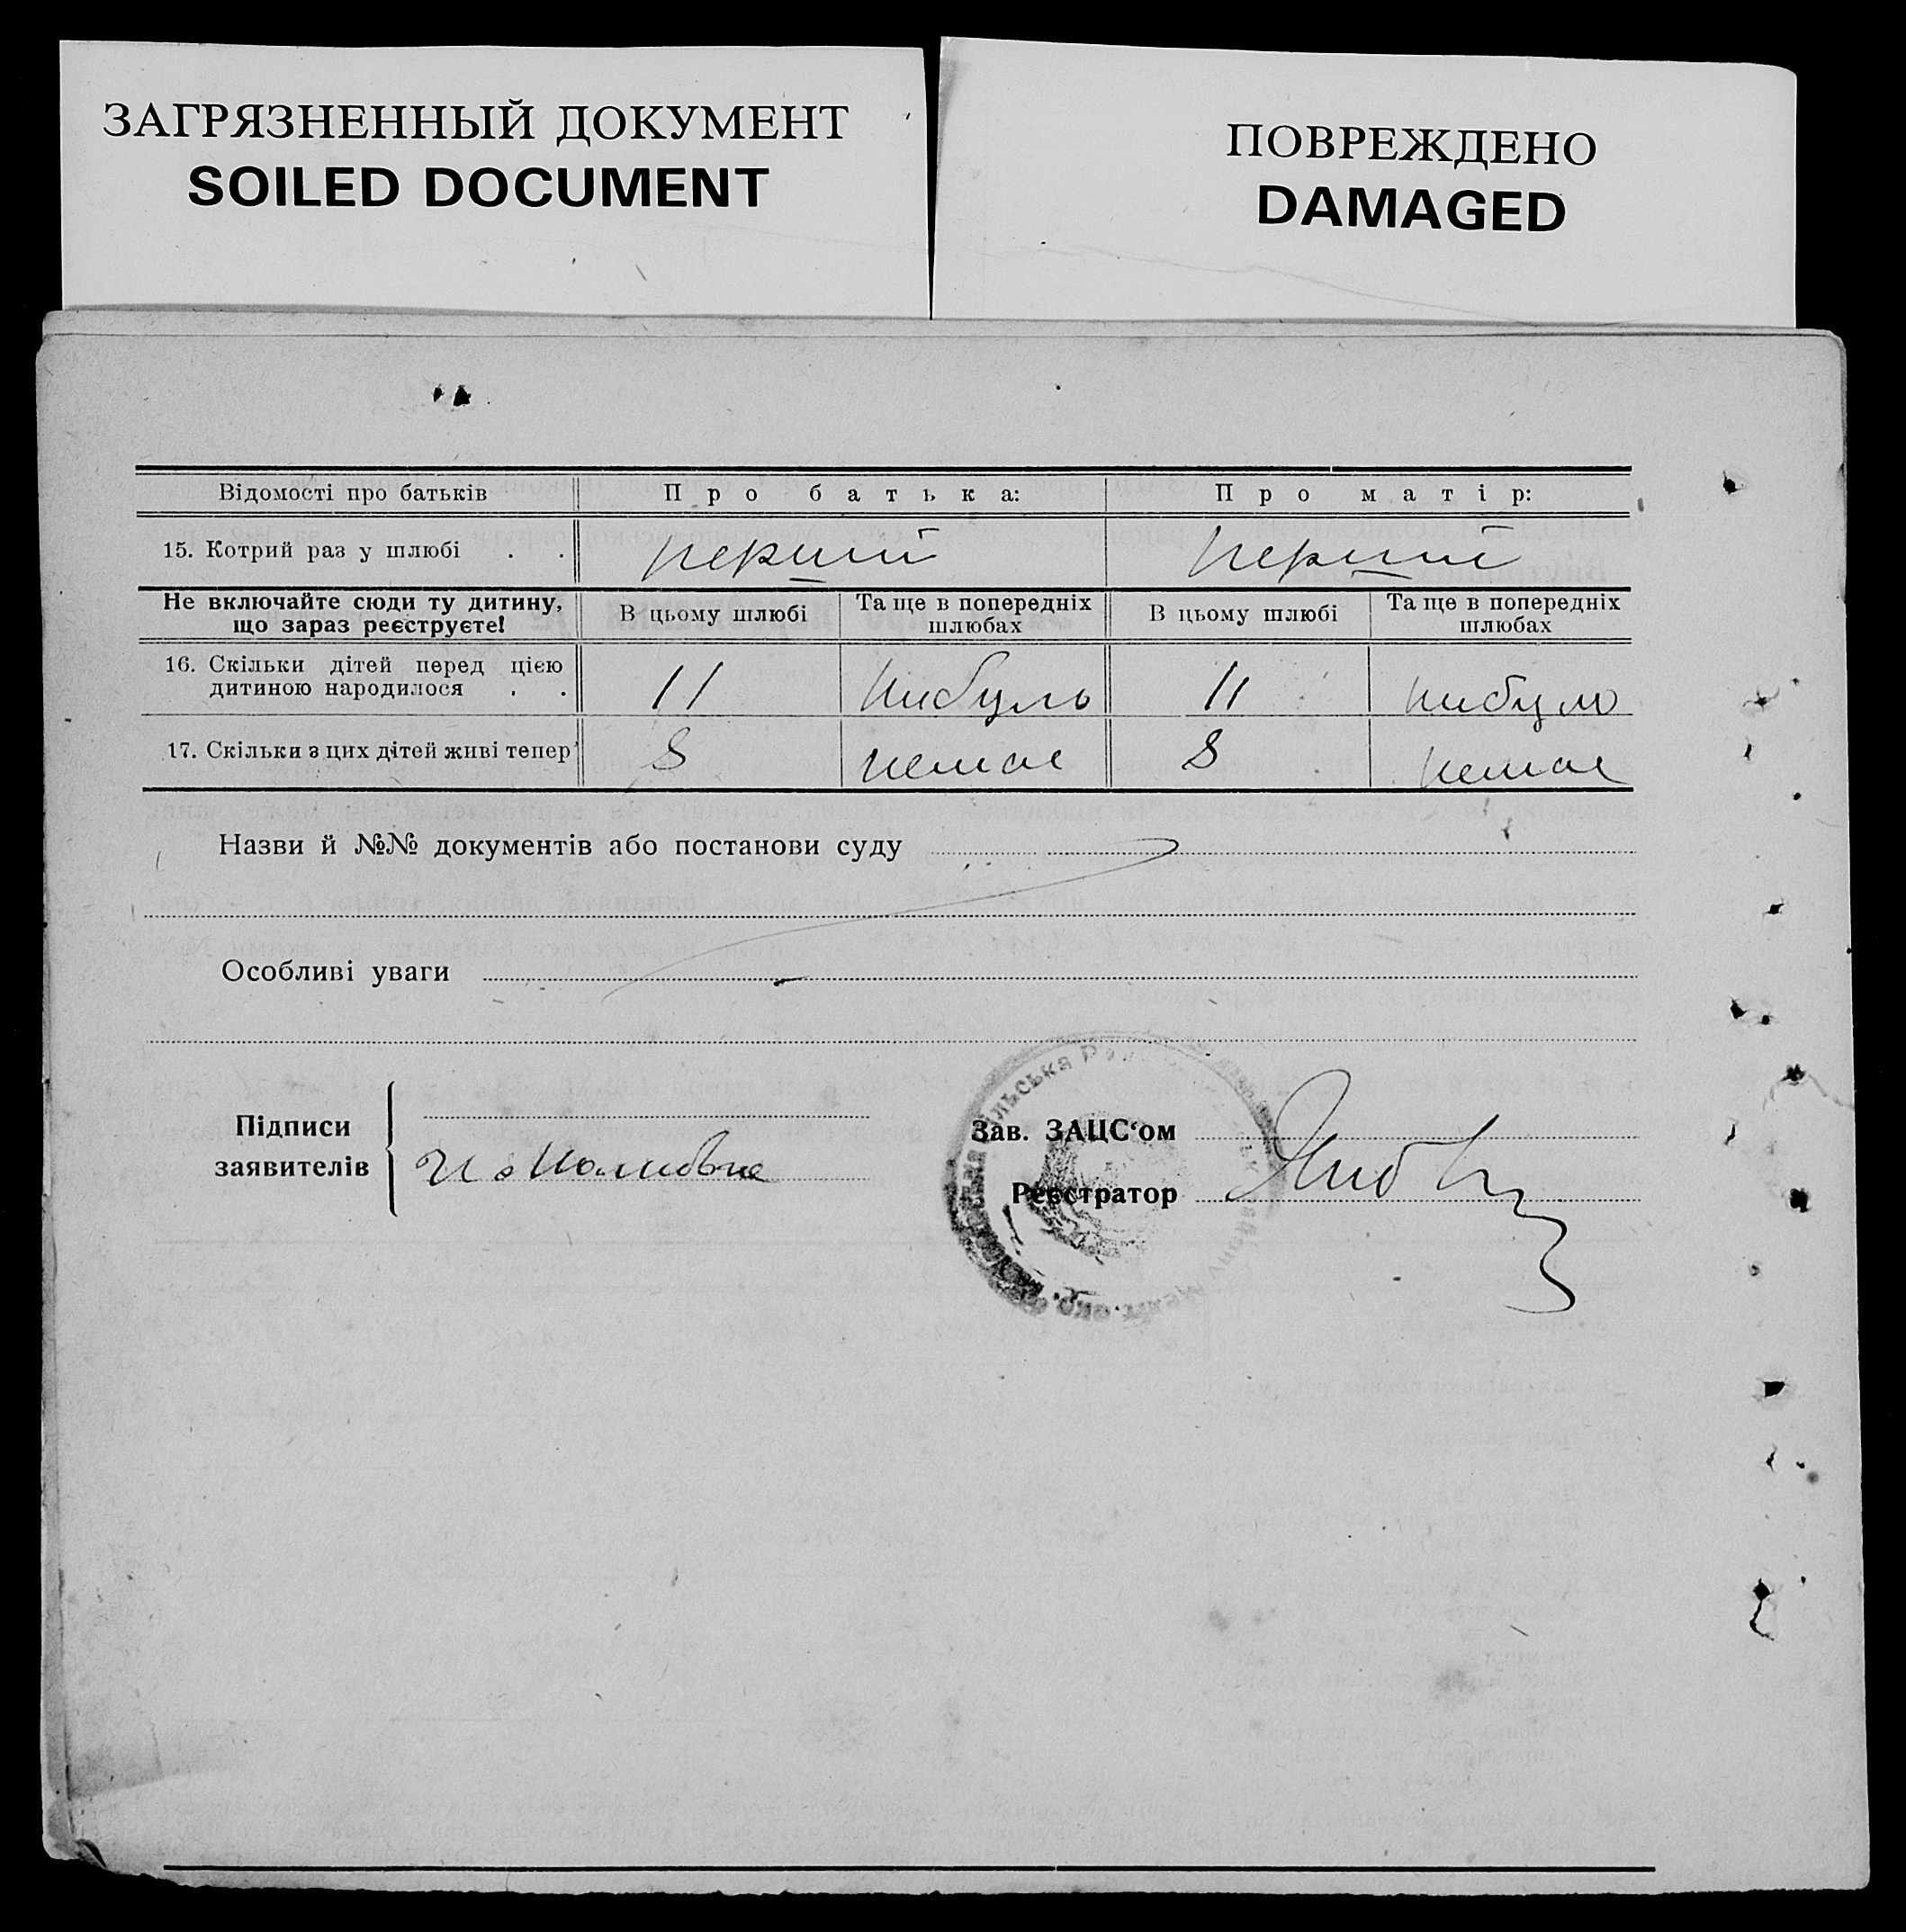 ЗАГРЯЗНЕННЫЙ ДОКУМЕНТ
SOILED DOCUMENT
ПОВРЕЖДЕНО
DAMAGED
Відомості про батьків Про батька: Про матір:
15. Котрий раз у шлюбі . . перший перший
Не включайте сюди ту дитину, що зараз реєструєте! В цьому шлюбі Та ще в попередніх шлюбах В цьому шлюбі Та ще в попередніх шлюбах
16. Скільки дітей перед цією
дитиною народилося . . 11 нибуло 11 нибуло
17. Скільки з цих дітей живі тепер 8 немає 8 немає
Назви й №№ документів або постанови суду
Особливі уваги
Підписи
заявителів
Зав. ЗАЦС‘ом
Реєстратор